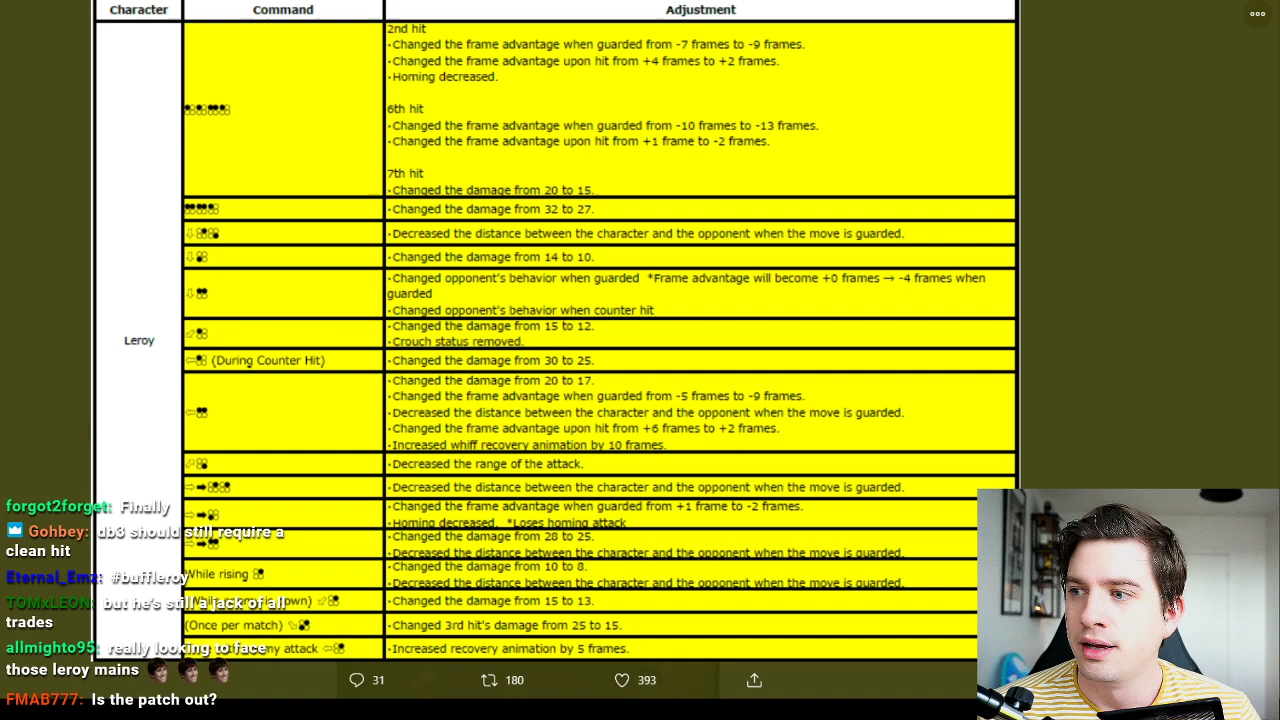 Character Command Adjustment
Leroy
2nd hit
・Changed the frame advantage when guarded from -7 frames to -9 frames.
・Changed the frame advantage upon hit from +4 frames to +2 frames.
・Homing decreased.
6th hit
・Changed the frame advantage when guarded from -10 frames to -13 frames.
・Changed the frame advantage upon hit from +1 frame to -2 frames.
7th hit
・Changed the damage from 20 to 15.
・Changed the damage from 32 to 27.
・Decreased the distance between the character and the opponent when the move is guarded.
・Changed the damage from 14 to 10.
・Changed opponent's behavior when guarded *Frame advantage will become +0 frames → -4 frames when
guarded
・Changed opponent's behavior when counter hit
・Changed the damage from 15 to 12.
・Crouch status removed.
(During Counter Hit) ・Changed the damage from 30 to 25.
・Changed the damage from 20 to 17.
・Changed the frame advantage when guarded from -5 frames to -9 frames.
・Decreased the distance between the character and the opponent when the move is guarded.
・Changed the frame advantage upon hit from +6 frames to +2 frames.
・Increased whiff recovery animation by 10 frames.
・Decreased the range of the attack.
・Decreased the distance between the character and the opponent when the move is guarded.
・Changed the frame advantage when guarded from +1 frame to -2 frames.
・Homing decreased. *Loses homing attack
・Changed the damage from 28 to 25.
・Decreased the distance between the character and the opponent when the move is guarded.
While rising ・Changed the damage from 10 to 8.
・Decreased the distance between the character and the opponent when the move is guarded.
・Changed the damage from 15 to 13.
(Once per match) ・Changed 3rd hit's damage from 25 to 15.
attack ・Increased recovery animation by 5 frames.
31 180 393
forgot2forget: Finally
Gohbey: db3 should still require a
clean hit
Eternal_Emz: #buffleroy
TOMxLEON: but he's still a jack of all
trades
allmighto95: really looking to face
those leroy mains
FMAB777: Is the patch out?